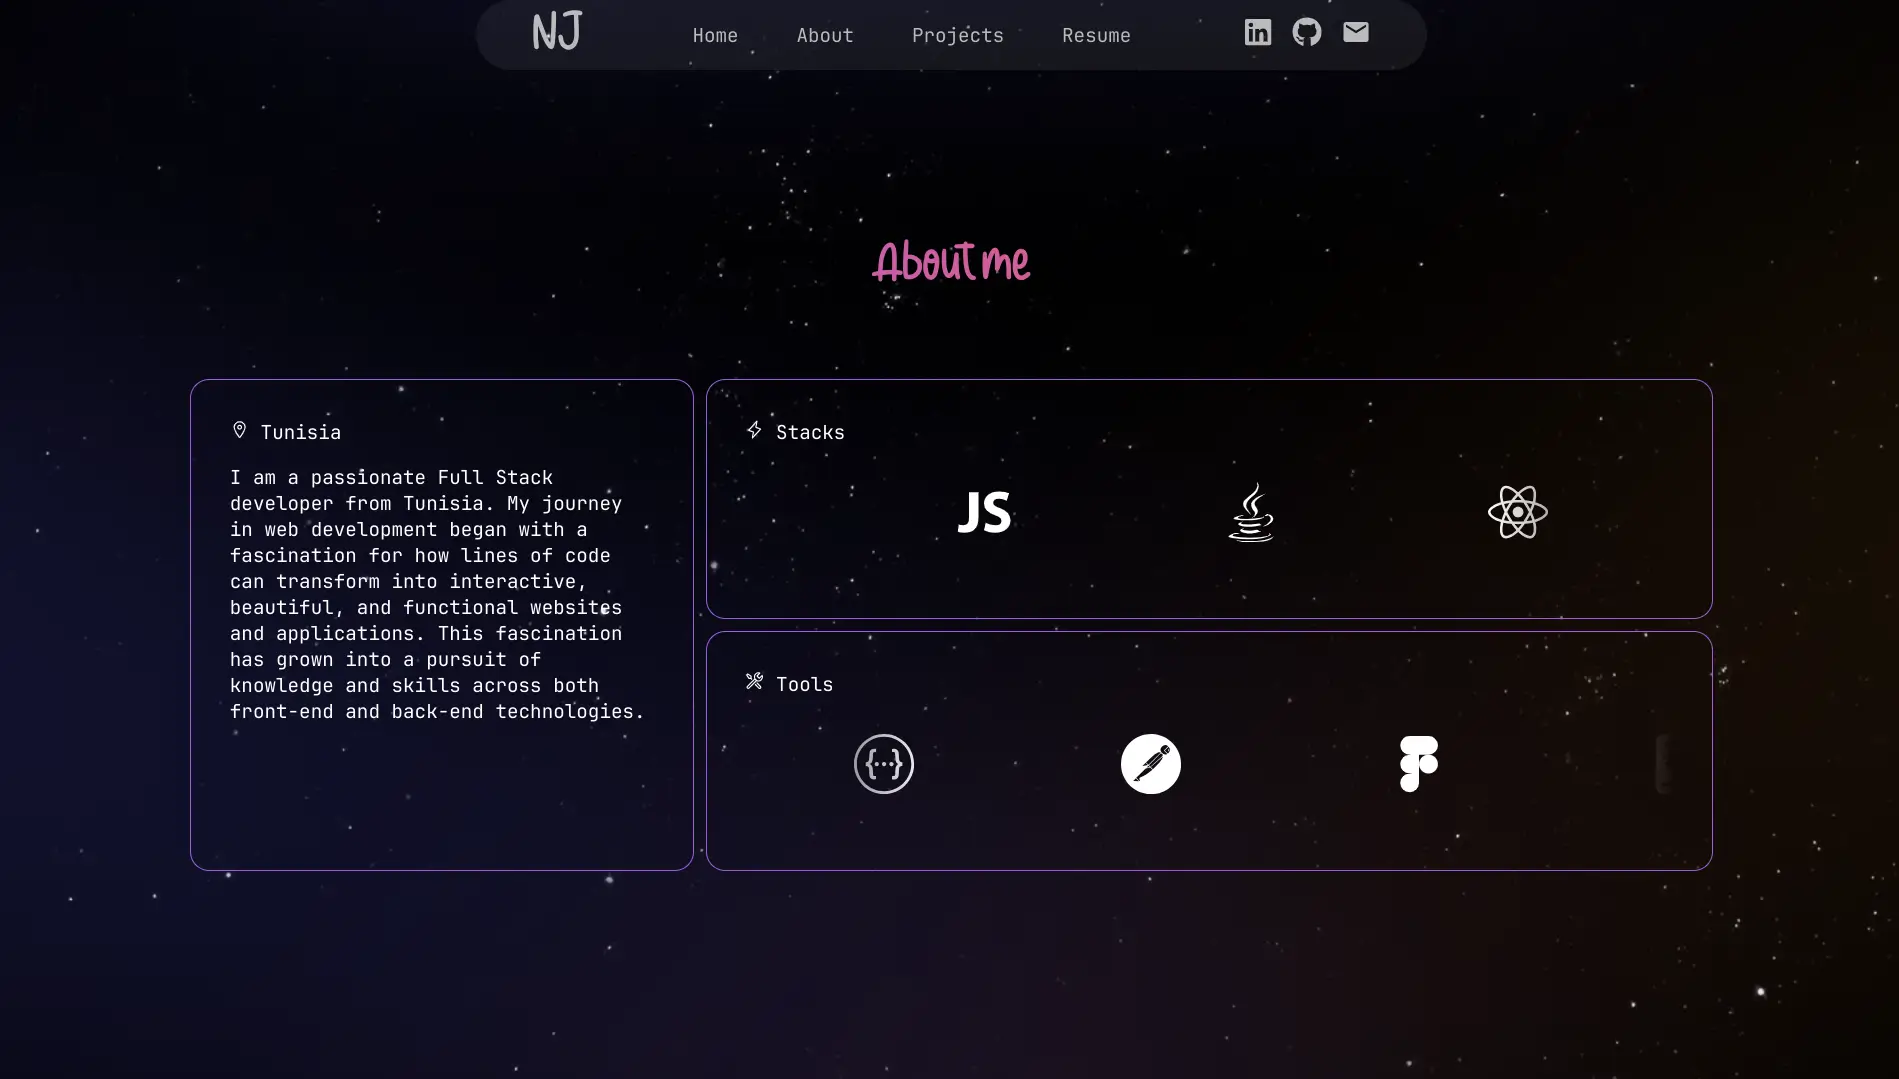 NJ
Home
About
Projects
Resume
in
About me
Tunisia
I am a passionate Full Stack
developer from Tunisia. My journey
in web development began with a
fascination for how lines of code
can transform into interactive,
beautiful, and functional websites
and applications. This fascination
has grown into a pursuit of
knowledge and skills across both
front-end and back-end technologies.
Stacks
JS
Tools
{...}